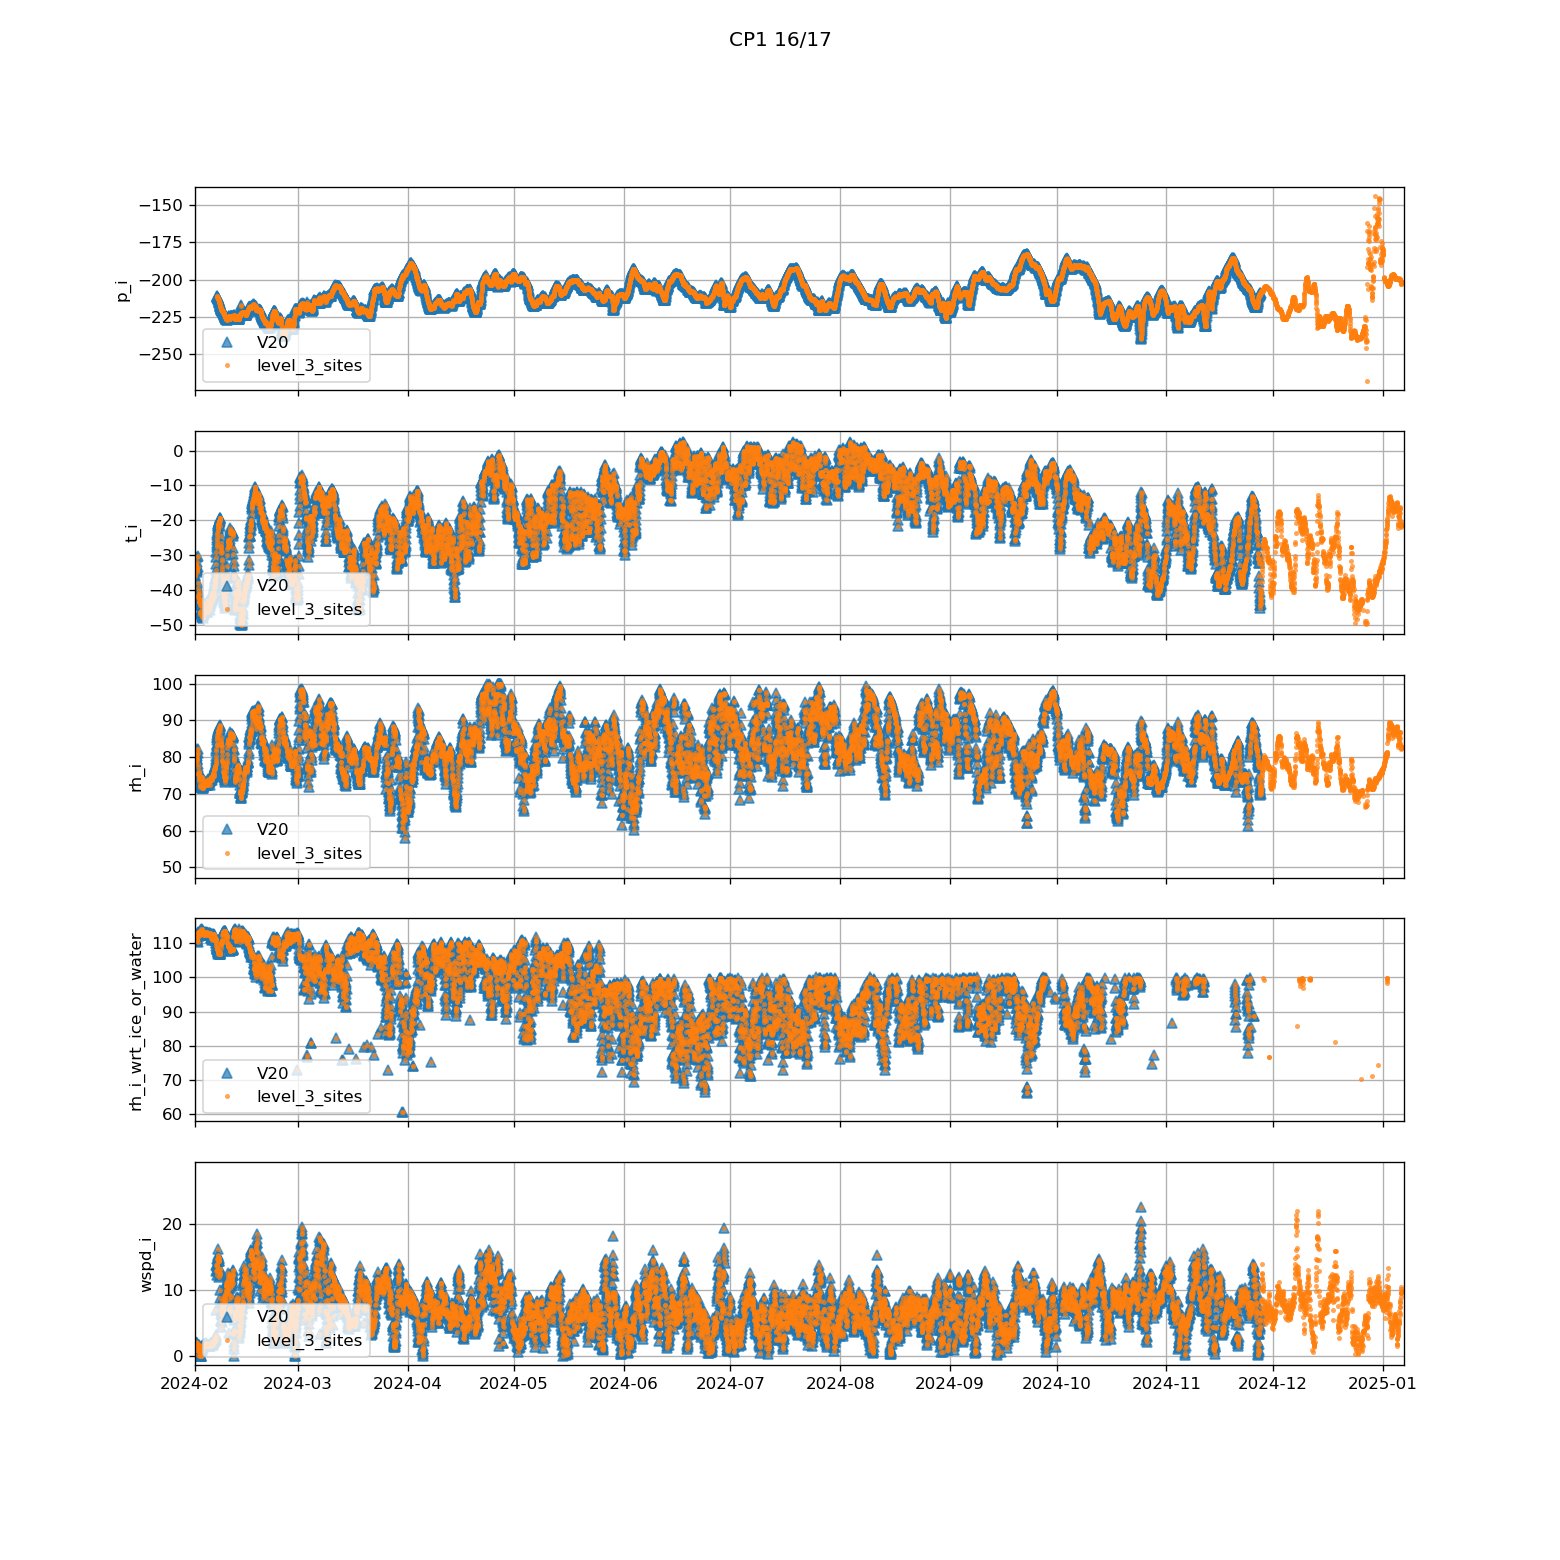 CP1 16/17
−150
−175
−200
−225
−250
p_i
V20
level_3_sites
0
−10
−20
−30
−40
−50
t_i
V20
level_3_sites
100
90
80
70
60
50
rh_i
V20
level_3_sites
110
100
90
80
70
60
rh_i_wrt_ice_or_water
V20
level_3_sites
20
10
0
wspd_i
V20
level_3_sites
2024-02 2024-03 2024-04 2024-05 2024-06 2024-07 2024-08 2024-09 2024-10 2024-11 2024-12 2025-01